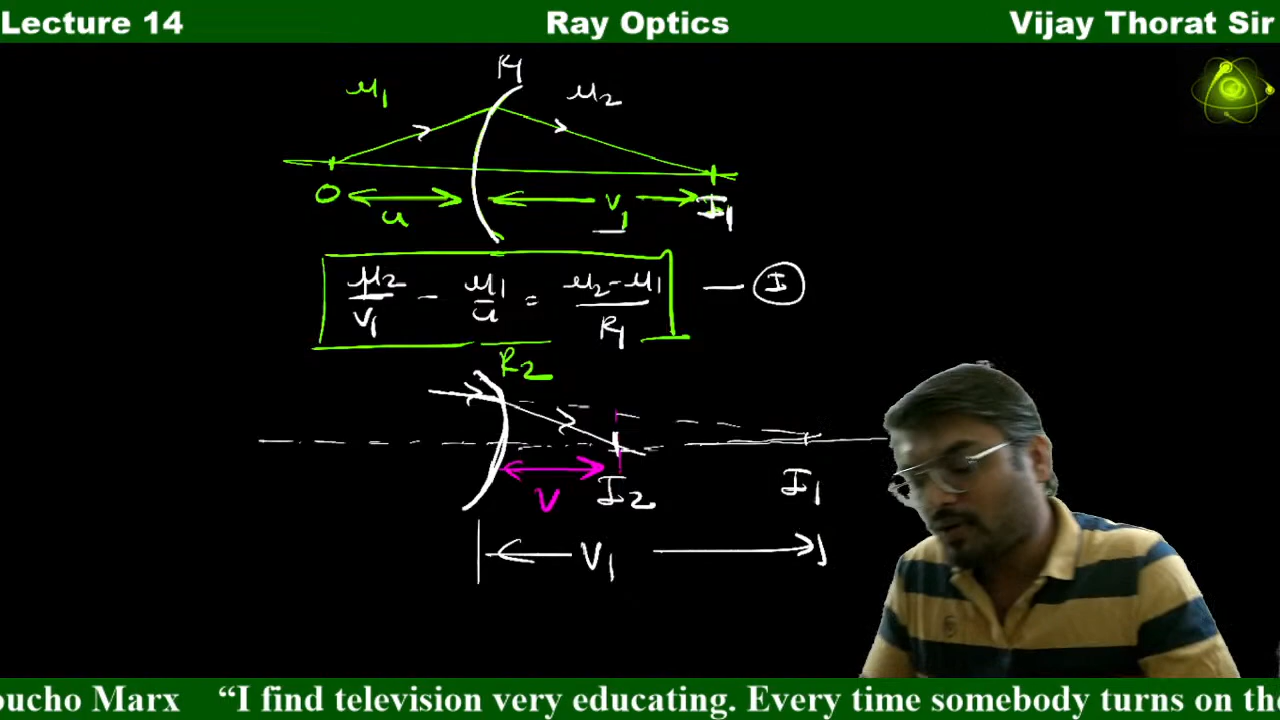 Lecture 14 Ray Optics Vijay Thorat Sir
R1
μ1 μ2
O u v1 I1
μ2/v1 - μ1/u = μ2-μ1/R1 — I
R2
V I2 I1
V1
oucho Marx “I find television very educating. Every time somebody turns on the